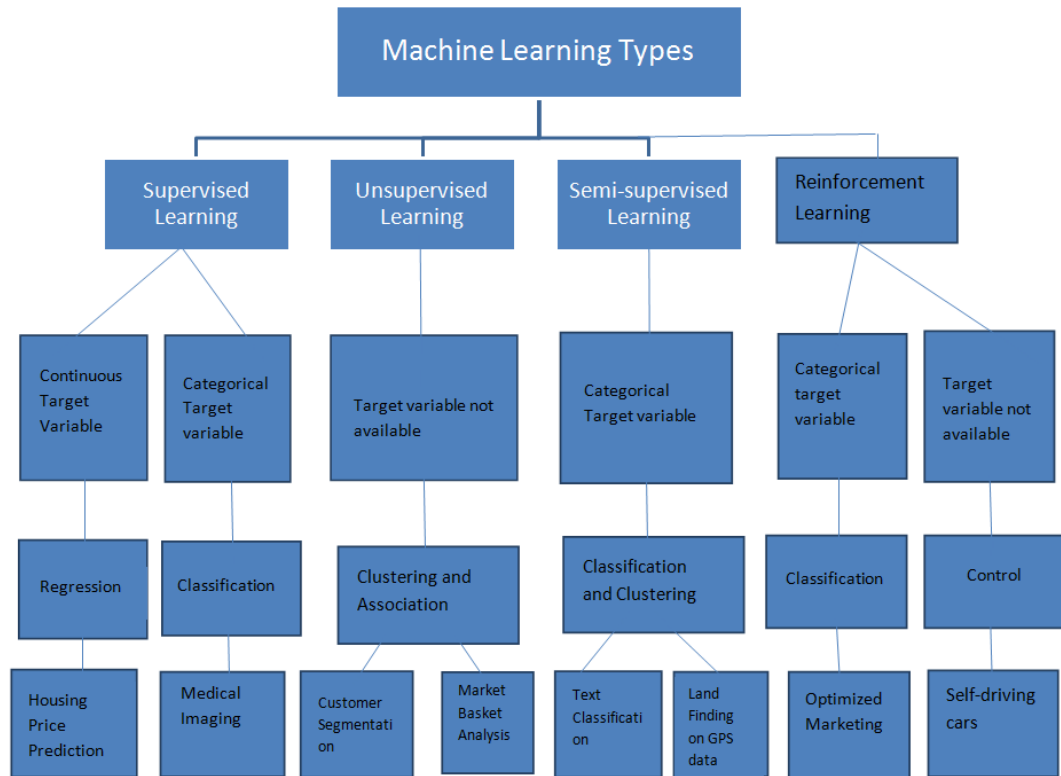 Machine Learning Types
Supervised
Learning
Unsupervised
Learning
Semi-supervised
Learning
Reinforcement
Learning
Continuous
Target
Variable
Categorical
Target
variable
Target variable not
available
Categorical
Target variable
Categorical
target
variable
Target
variable not
available
Regression
Classification
Clustering and
Association
Classification
and Clustering
Classification
Control
Housing
Price
Prediction
Medical
Imaging
Customer
Segmentati
on
Market
Basket
Analysis
Text
Classificati
on
Land
Finding
on GPS
data
Optimized
Marketing
Self-driving
cars